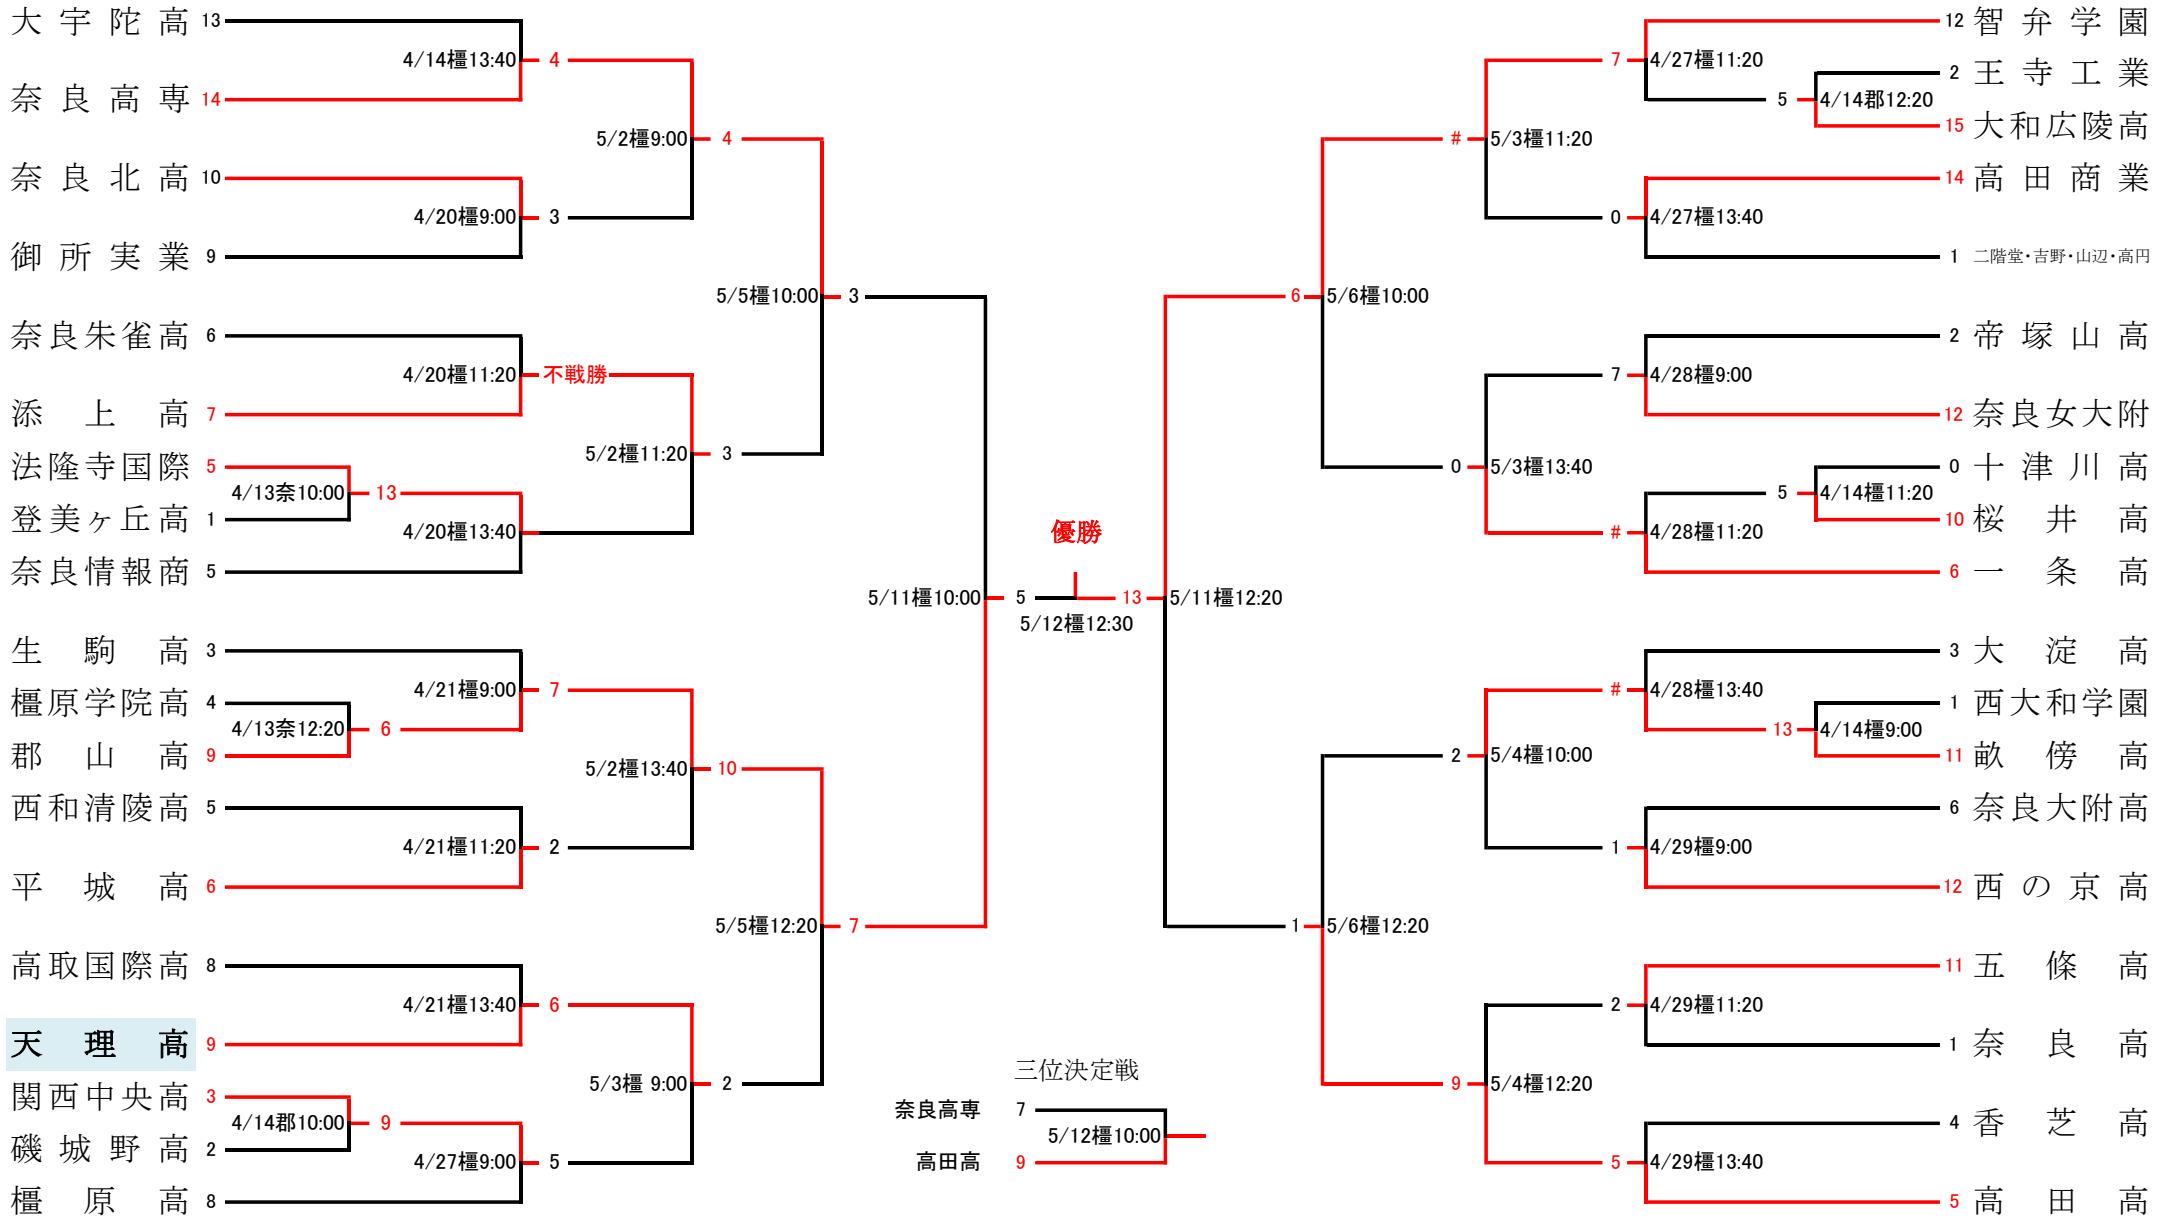 大宇陀高 13
4/14橿13:40 4
奈良高専 14
5/2橿9:00 4
奈良北高 10
4/20橿9:00 3
御所実業 9
5/5橿10:00 3
奈良朱雀高 6
4/20橿11:20 不戦勝
添上高 7
5/2橿11:20 3
法隆寺国際 5
4/13奈10:00 13
登美ヶ丘高 1
4/20橿13:40
奈良情報商 5
5/11橿10:00 5
生駒高 3
4/21橿9:00 7
橿原学院高 4
4/13奈12:20 6
郡山高 9
5/2橿13:40 10
西和清陵高 5
4/21橿11:20 2
平城高 6
5/5橿12:20 7
高取国際高 8
4/21橿13:40 6
天理高 9
5/3橿 9:00 2
関西中央高 3
4/14郡10:00 9
磯城野高 2
4/27橿9:00 5
橿原高 8
優勝
5/12橿12:30
三位決定戦
奈良高専 7
5/12橿10:00
高田高 9
12 智弁学園
7 4/27橿11:20
2 王寺工業
5 4/14郡12:20
15 大和広陵高
# 5/3橿11:20
14 高田商業
0 4/27橿13:40
1 二階堂・吉野・山辺・高円
6 5/6橿10:00
2 帝塚山高
7 4/28橿9:00
12 奈良女大附
0 5/3橿13:40
0 十津川高
5 4/14橿11:20
10 桜井高
# 4/28橿11:20
6 一条高
13 5/11橿12:20
3 大淀高
# 4/28橿13:40
1 西大和学園
13 4/14橿9:00
11 畝傍高
2 5/4橿10:00
6 奈良大附高
1 4/29橿9:00
12 西の京高
1 5/6橿12:20
11 五條高
2 4/29橿11:20
1 奈良高
9 5/4橿12:20
4 香芝高
5 4/29橿13:40
5 高田高